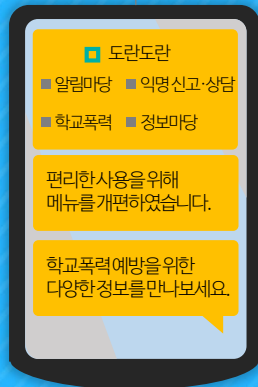 도란도란
알림마당 익명 신고·상담
학교폭력 정보마당
편리한 사용을 위해
메뉴를 개편하였습니다.
학교폭력 예방을 위한
다양한 정보를 만나보세요.